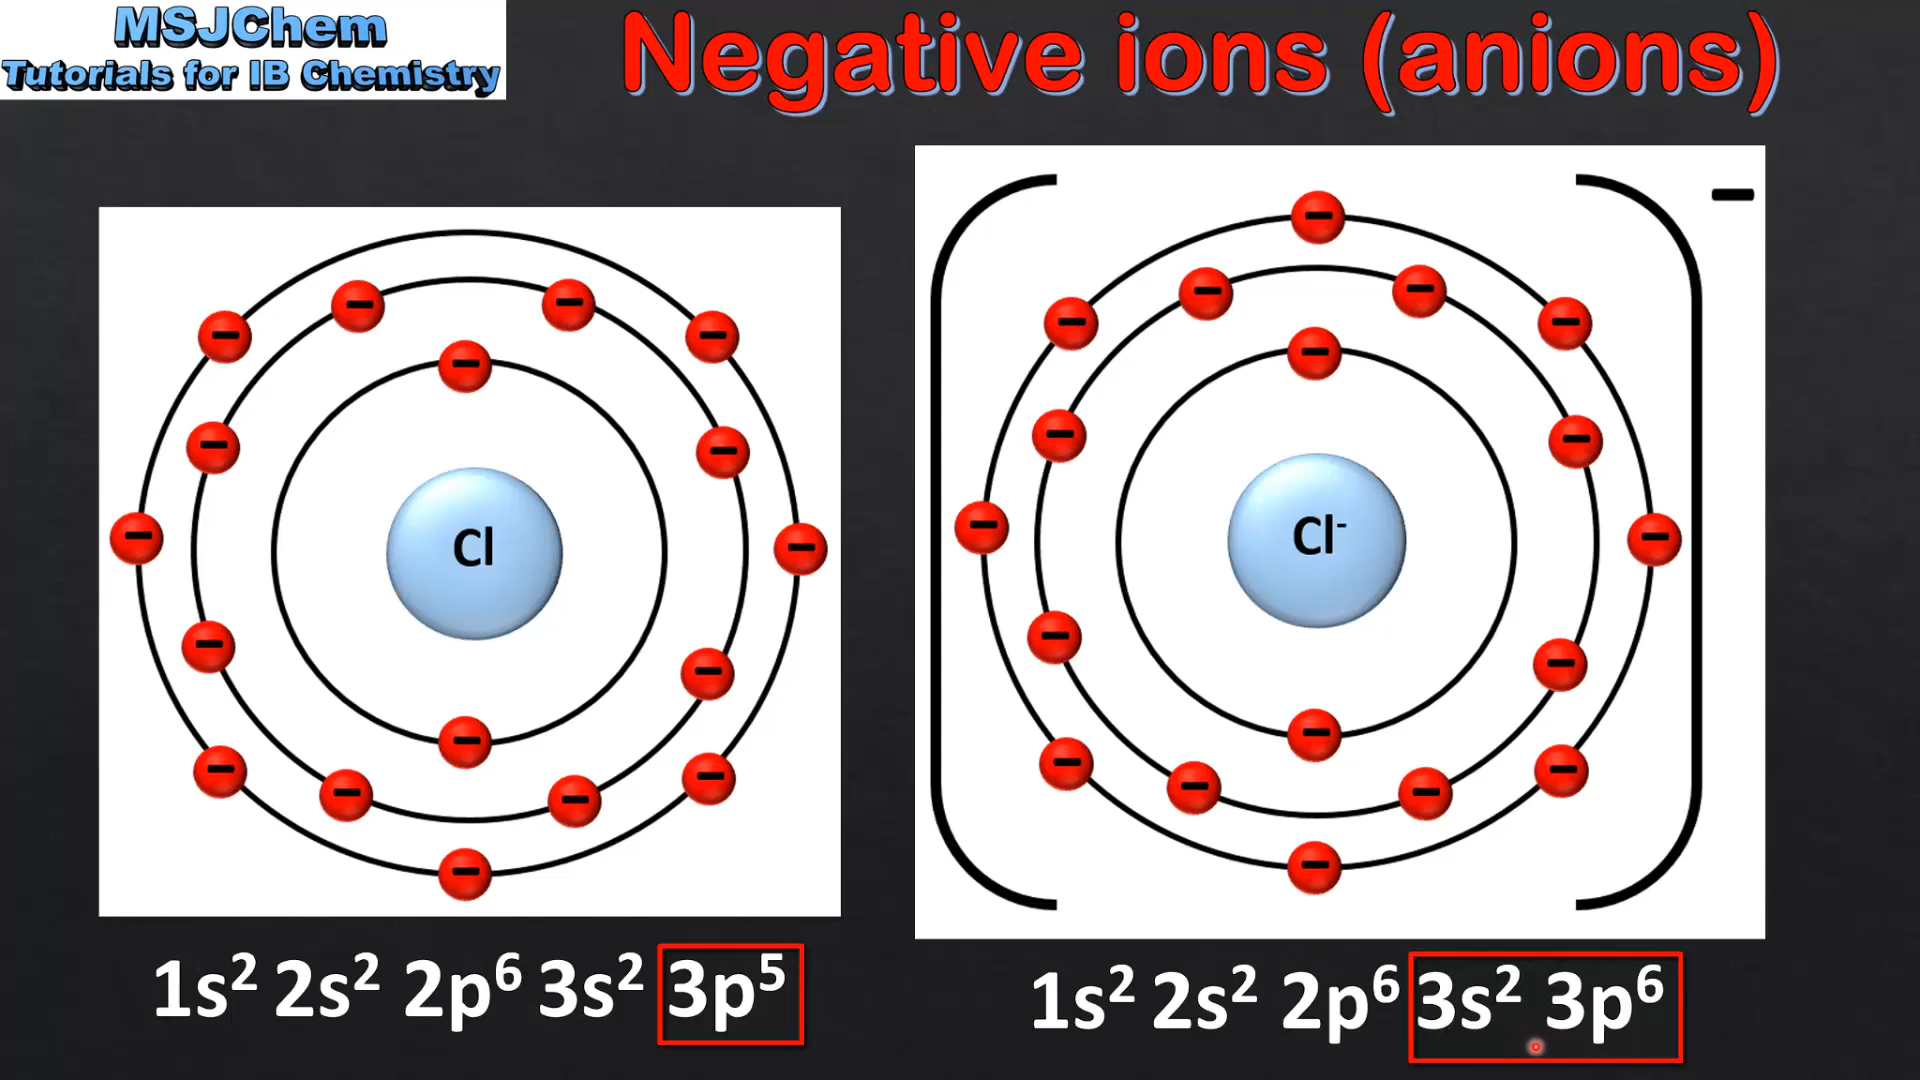 MSJChem
Tutorials for IB Chemistry
Negative ions (anions)
Cl
Cl⁻
−
1s² 2s² 2p⁶ 3s² 3p⁵
1s² 2s² 2p⁶ 3s² 3p⁶